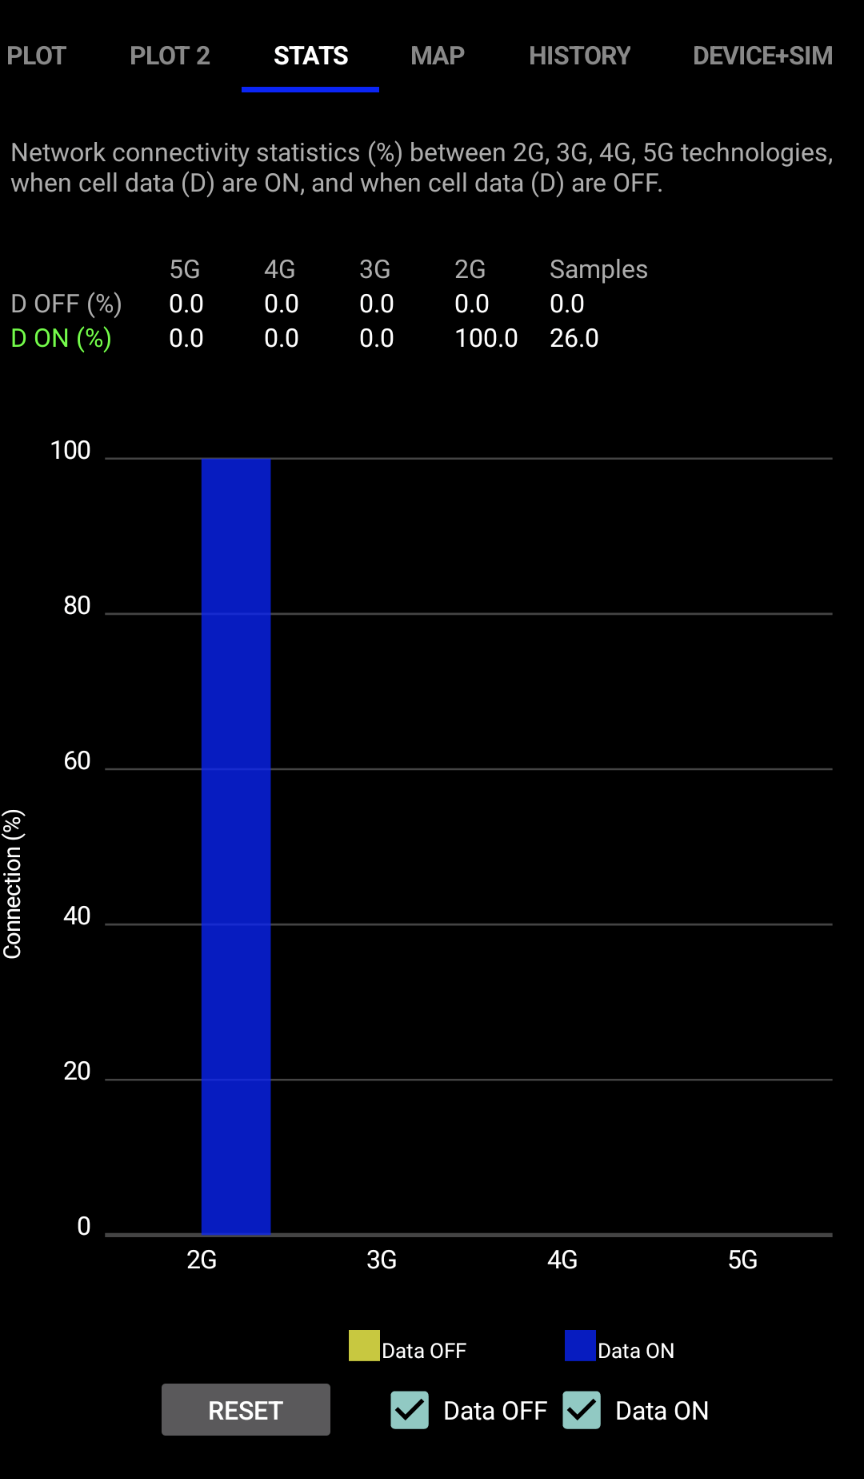 PLOT PLOT 2 STATS MAP HISTORY DEVICE+SIM
Network connectivity statistics (%) between 2G, 3G, 4G, 5G technologies,
when cell data (D) are ON, and when cell data (D) are OFF.
5G 4G 3G 2G Samples
D OFF (%) 0.0 0.0 0.0 0.0 0.0
D ON (%) 0.0 0.0 0.0 100.0 26.0
100
80
60
Connection (%)
40
20
0
2G 3G 4G 5G
Data OFF Data ON
RESET Data OFF Data ON